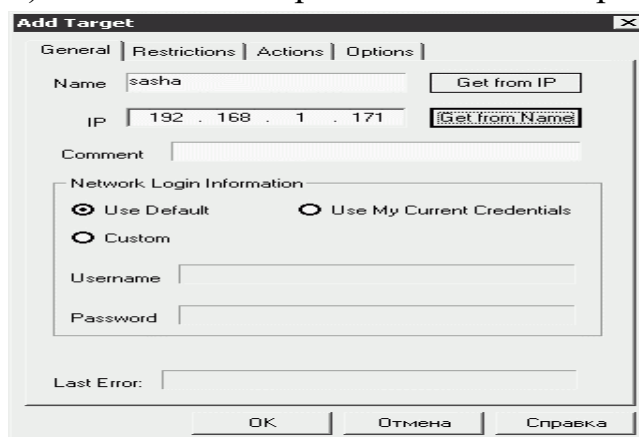 Add Target
General Restrictions Actions Options
Name sasha Get from IP
IP 192 . 168 . 1 . 171 Get from Name
Comment
Network Login Information
Use Default Use My Current Credentials
Custom
Username
Password
Last Error:
OK Отмена Справка